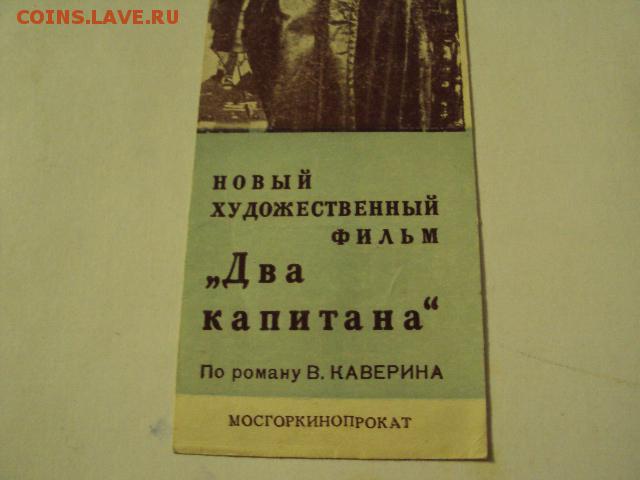 COINS.LAVE.RU
НОВЫЙ
ХУДОЖЕСТВЕННЫЙ
ФИЛЬМ
„Два
капитана“
По роману В. КАВЕРИНА
МОСГОРКИНОПРОКАТ